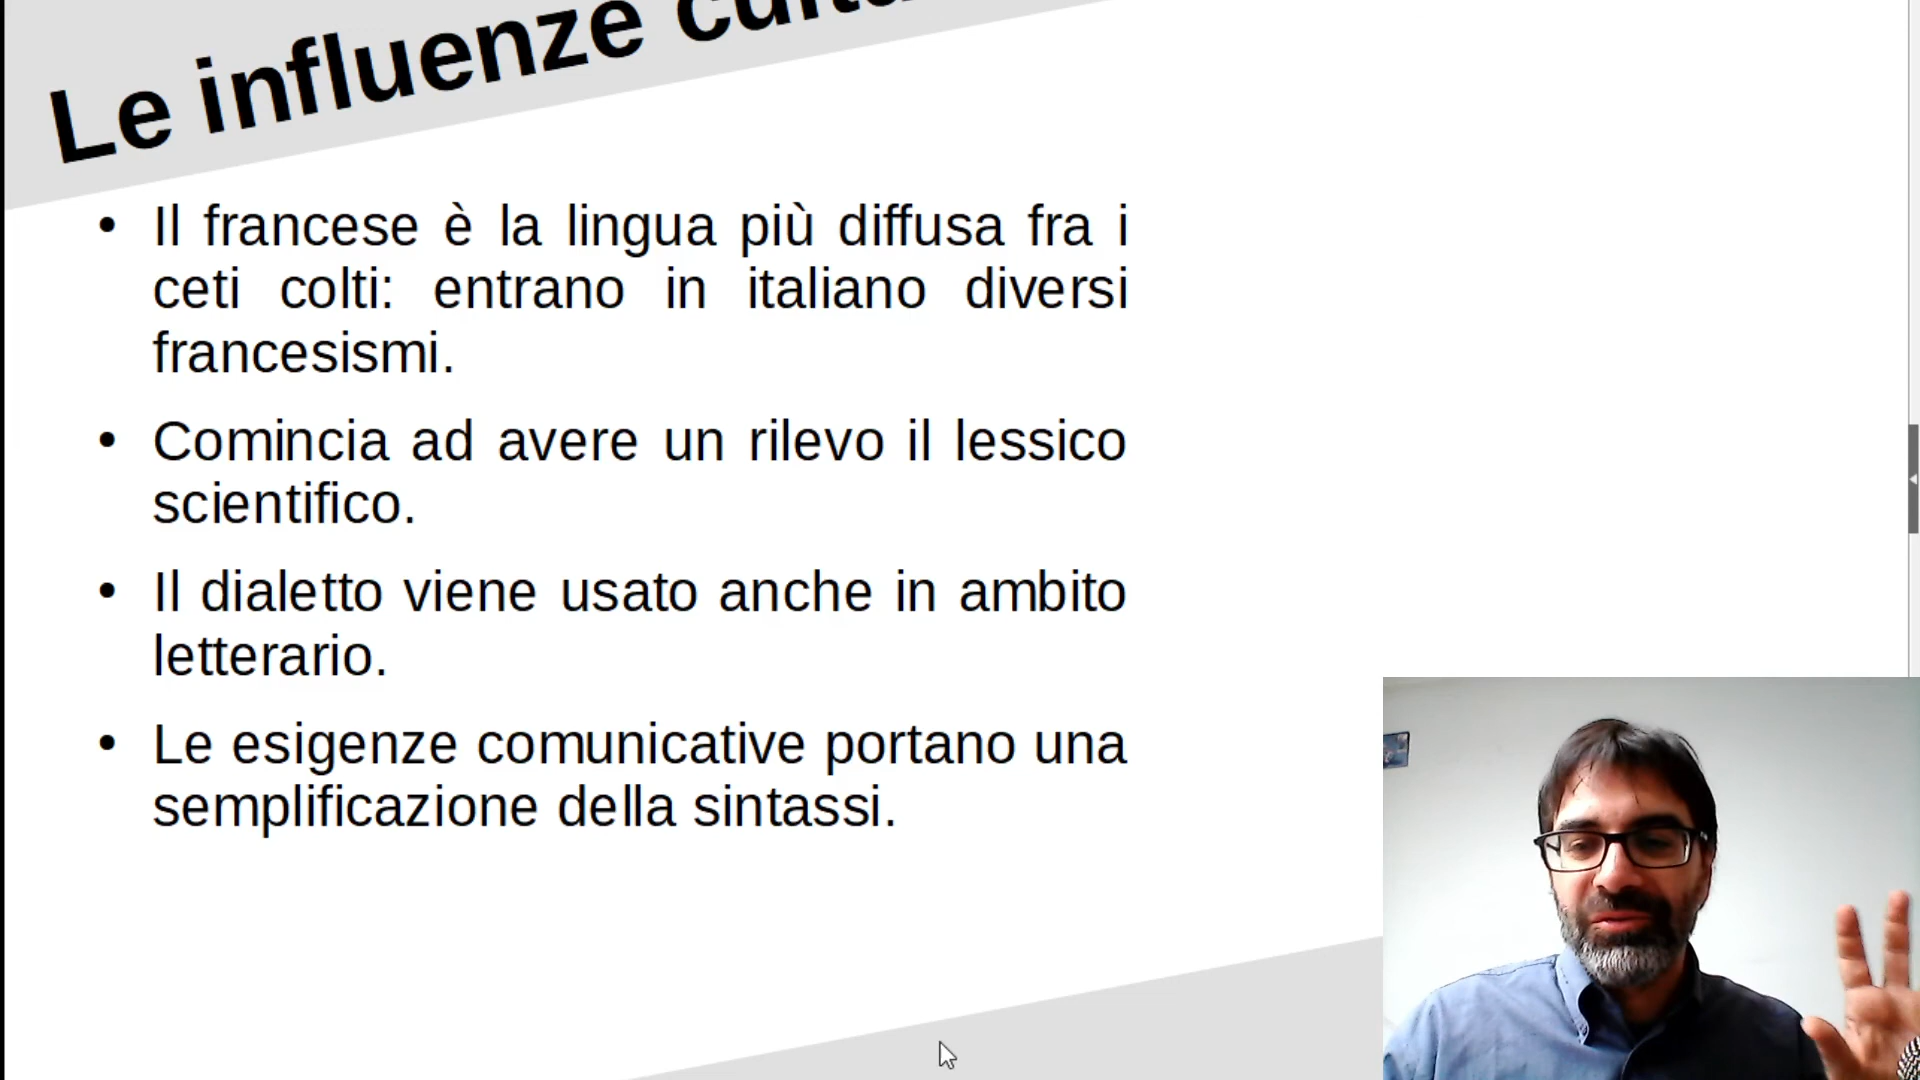 Le influenze
Il francese è la lingua più diffusa fra i
ceti colti: entrano in italiano diversi
francesismi.
Comincia ad avere un rilevo il lessico
scientifico.
Il dialetto viene usato anche in ambito
letterario.
Le esigenze comunicative portano una
semplificazione della sintassi.